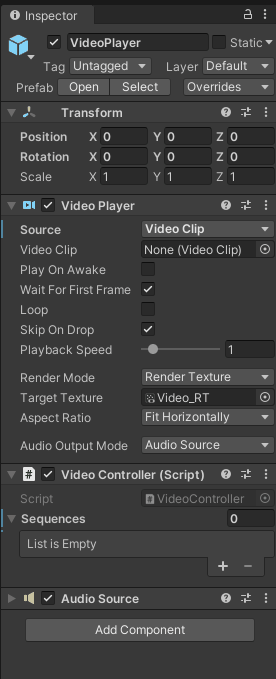 Inspector
VideoPlayer Static
Tag Untagged Layer Default
Prefab Open Select Overrides
Transform
Position X 0 Y 0 Z 0
Rotation X 0 Y 0 Z 0
Scale X 1 Y 1 Z 1
Video Player
Source Video Clip
Video Clip None (Video Clip)
Play On Awake
Wait For First Frame
Loop
Skip On Drop
Playback Speed 1
Render Mode Render Texture
Target Texture Video_RT
Aspect Ratio Fit Horizontally
Audio Output Mode Audio Source
# Video Controller (Script)
Script # VideoController
Sequences 0
List is Empty
+ −
Audio Source
Add Component